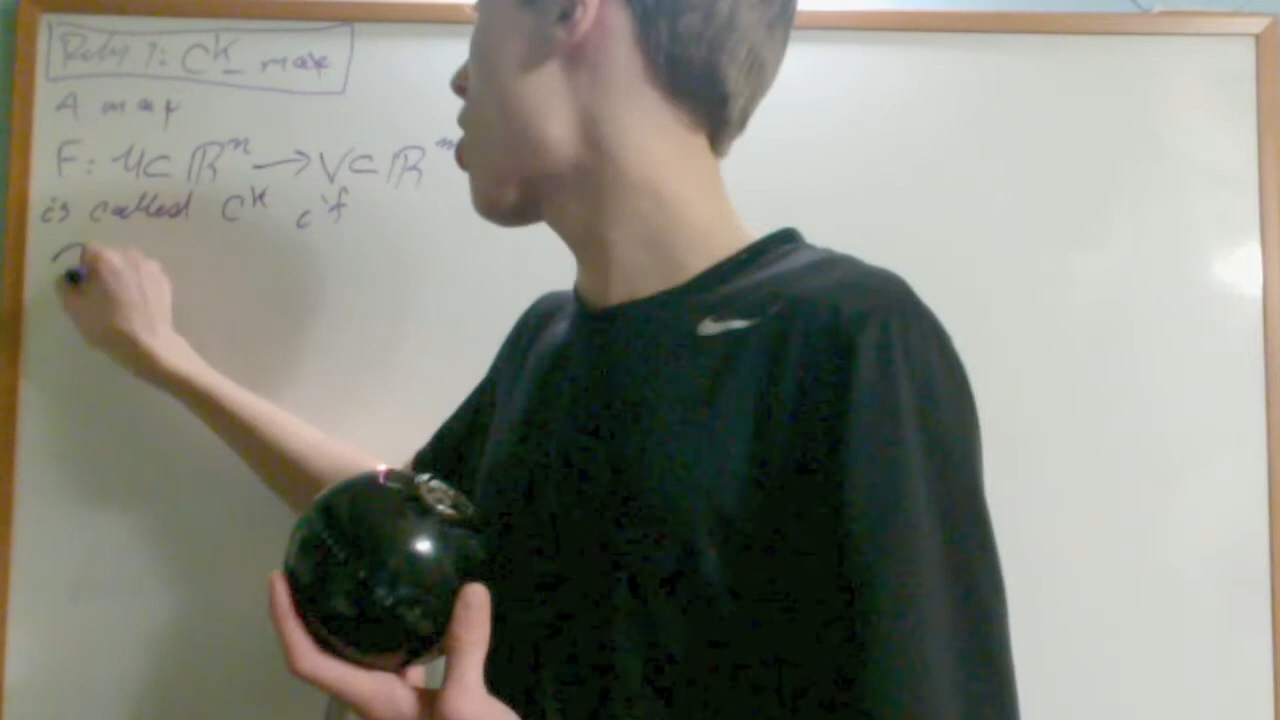 Defn 1: C^k - map
A map
F: U ⊂ ℝ^n → V ⊂ ℝ^m
is called C^k if